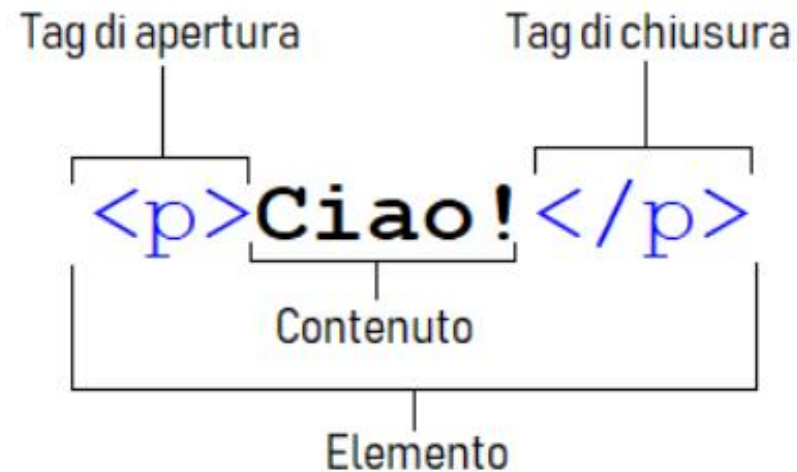 Tag di apertura Tag di chiusura
<p>Ciao!</p>
Contenuto
Elemento